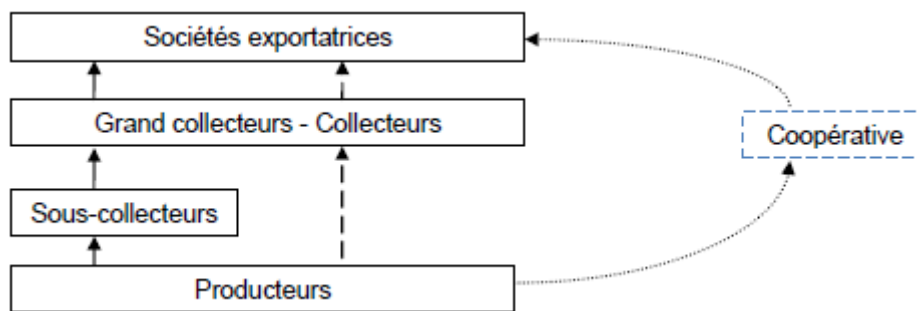 Sociétés exportatrices
Grand collecteurs - Collecteurs
Coopérative
Sous-collecteurs
Producteurs